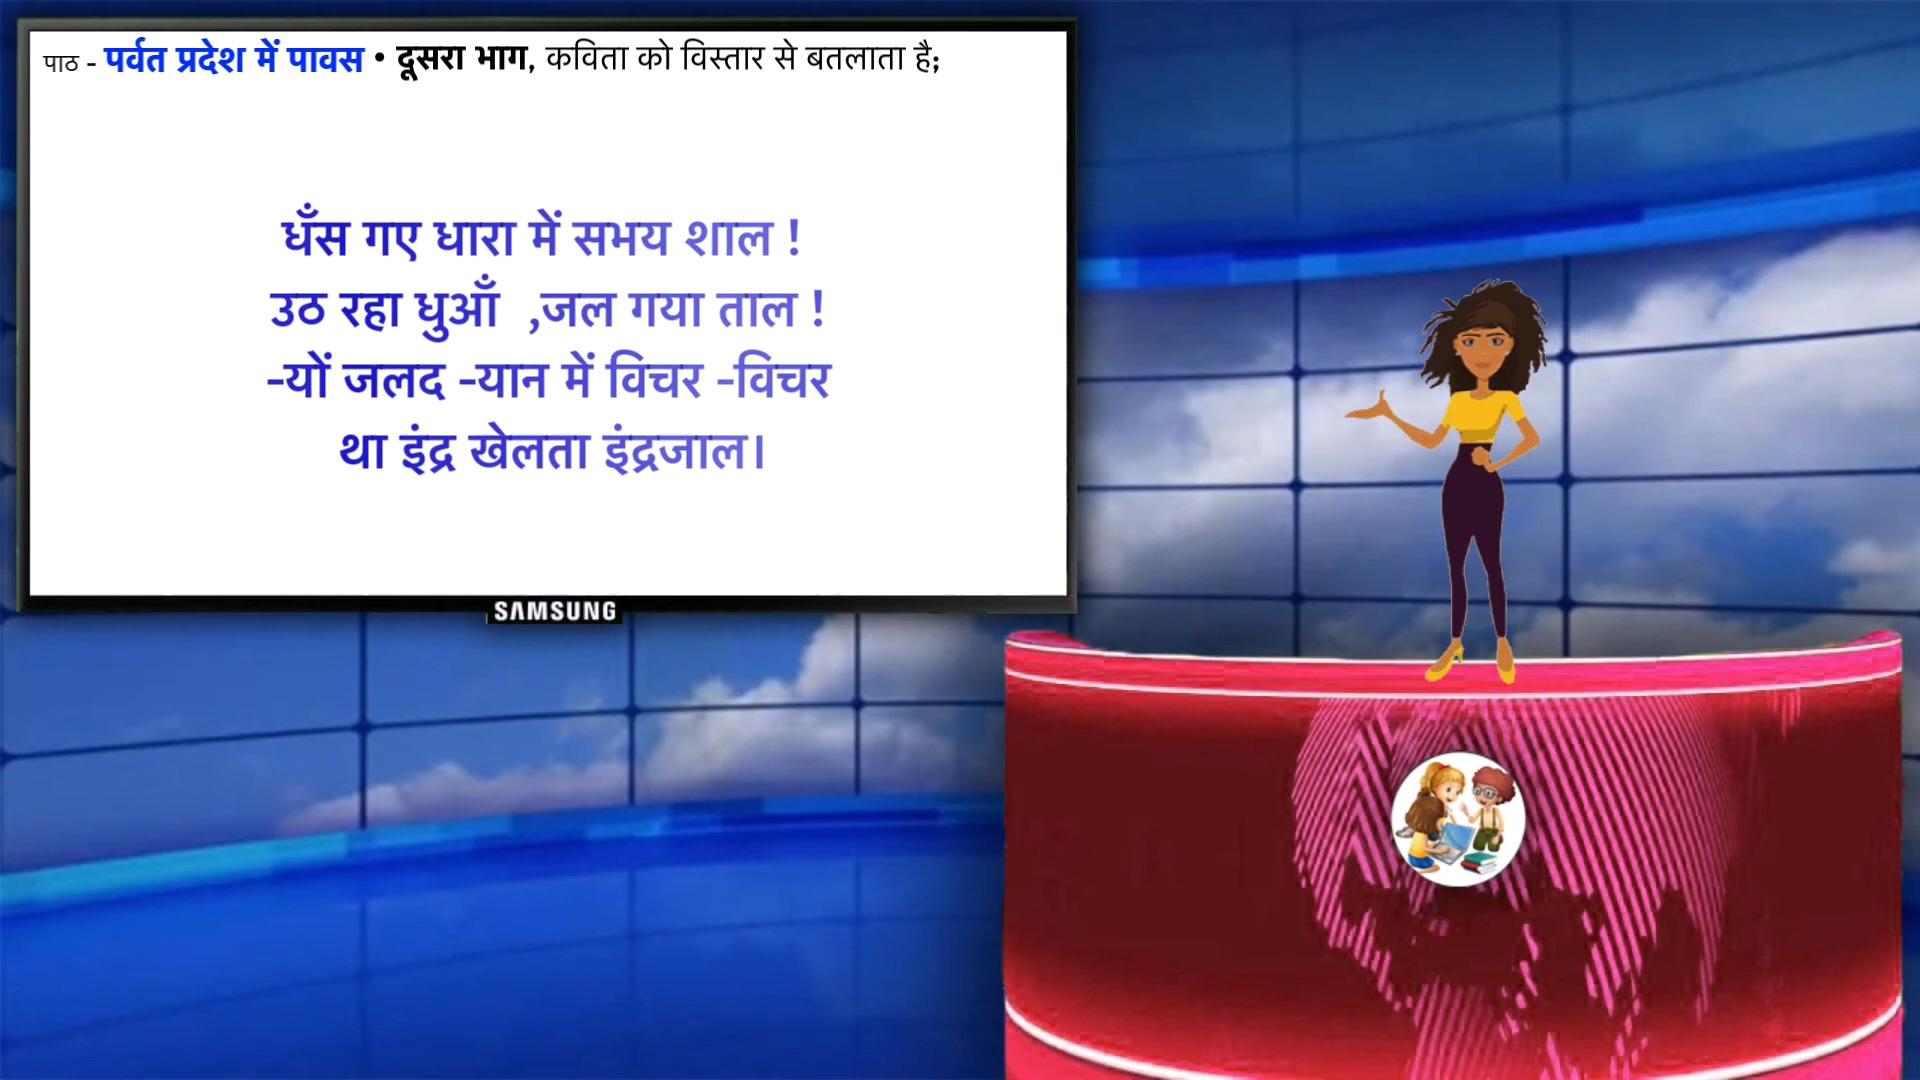 पाठ - पर्वत प्रदेश में पावस • दूसरा भाग, कविता को विस्तार से बतलाता है;
धँस गए धारा में सभय शाल !
उठ रहा धुआँ ,जल गया ताल !
-यों जलद -यान में विचर -विचर
था इंद्र खेलता इंद्रजाल।
SAMSUNG